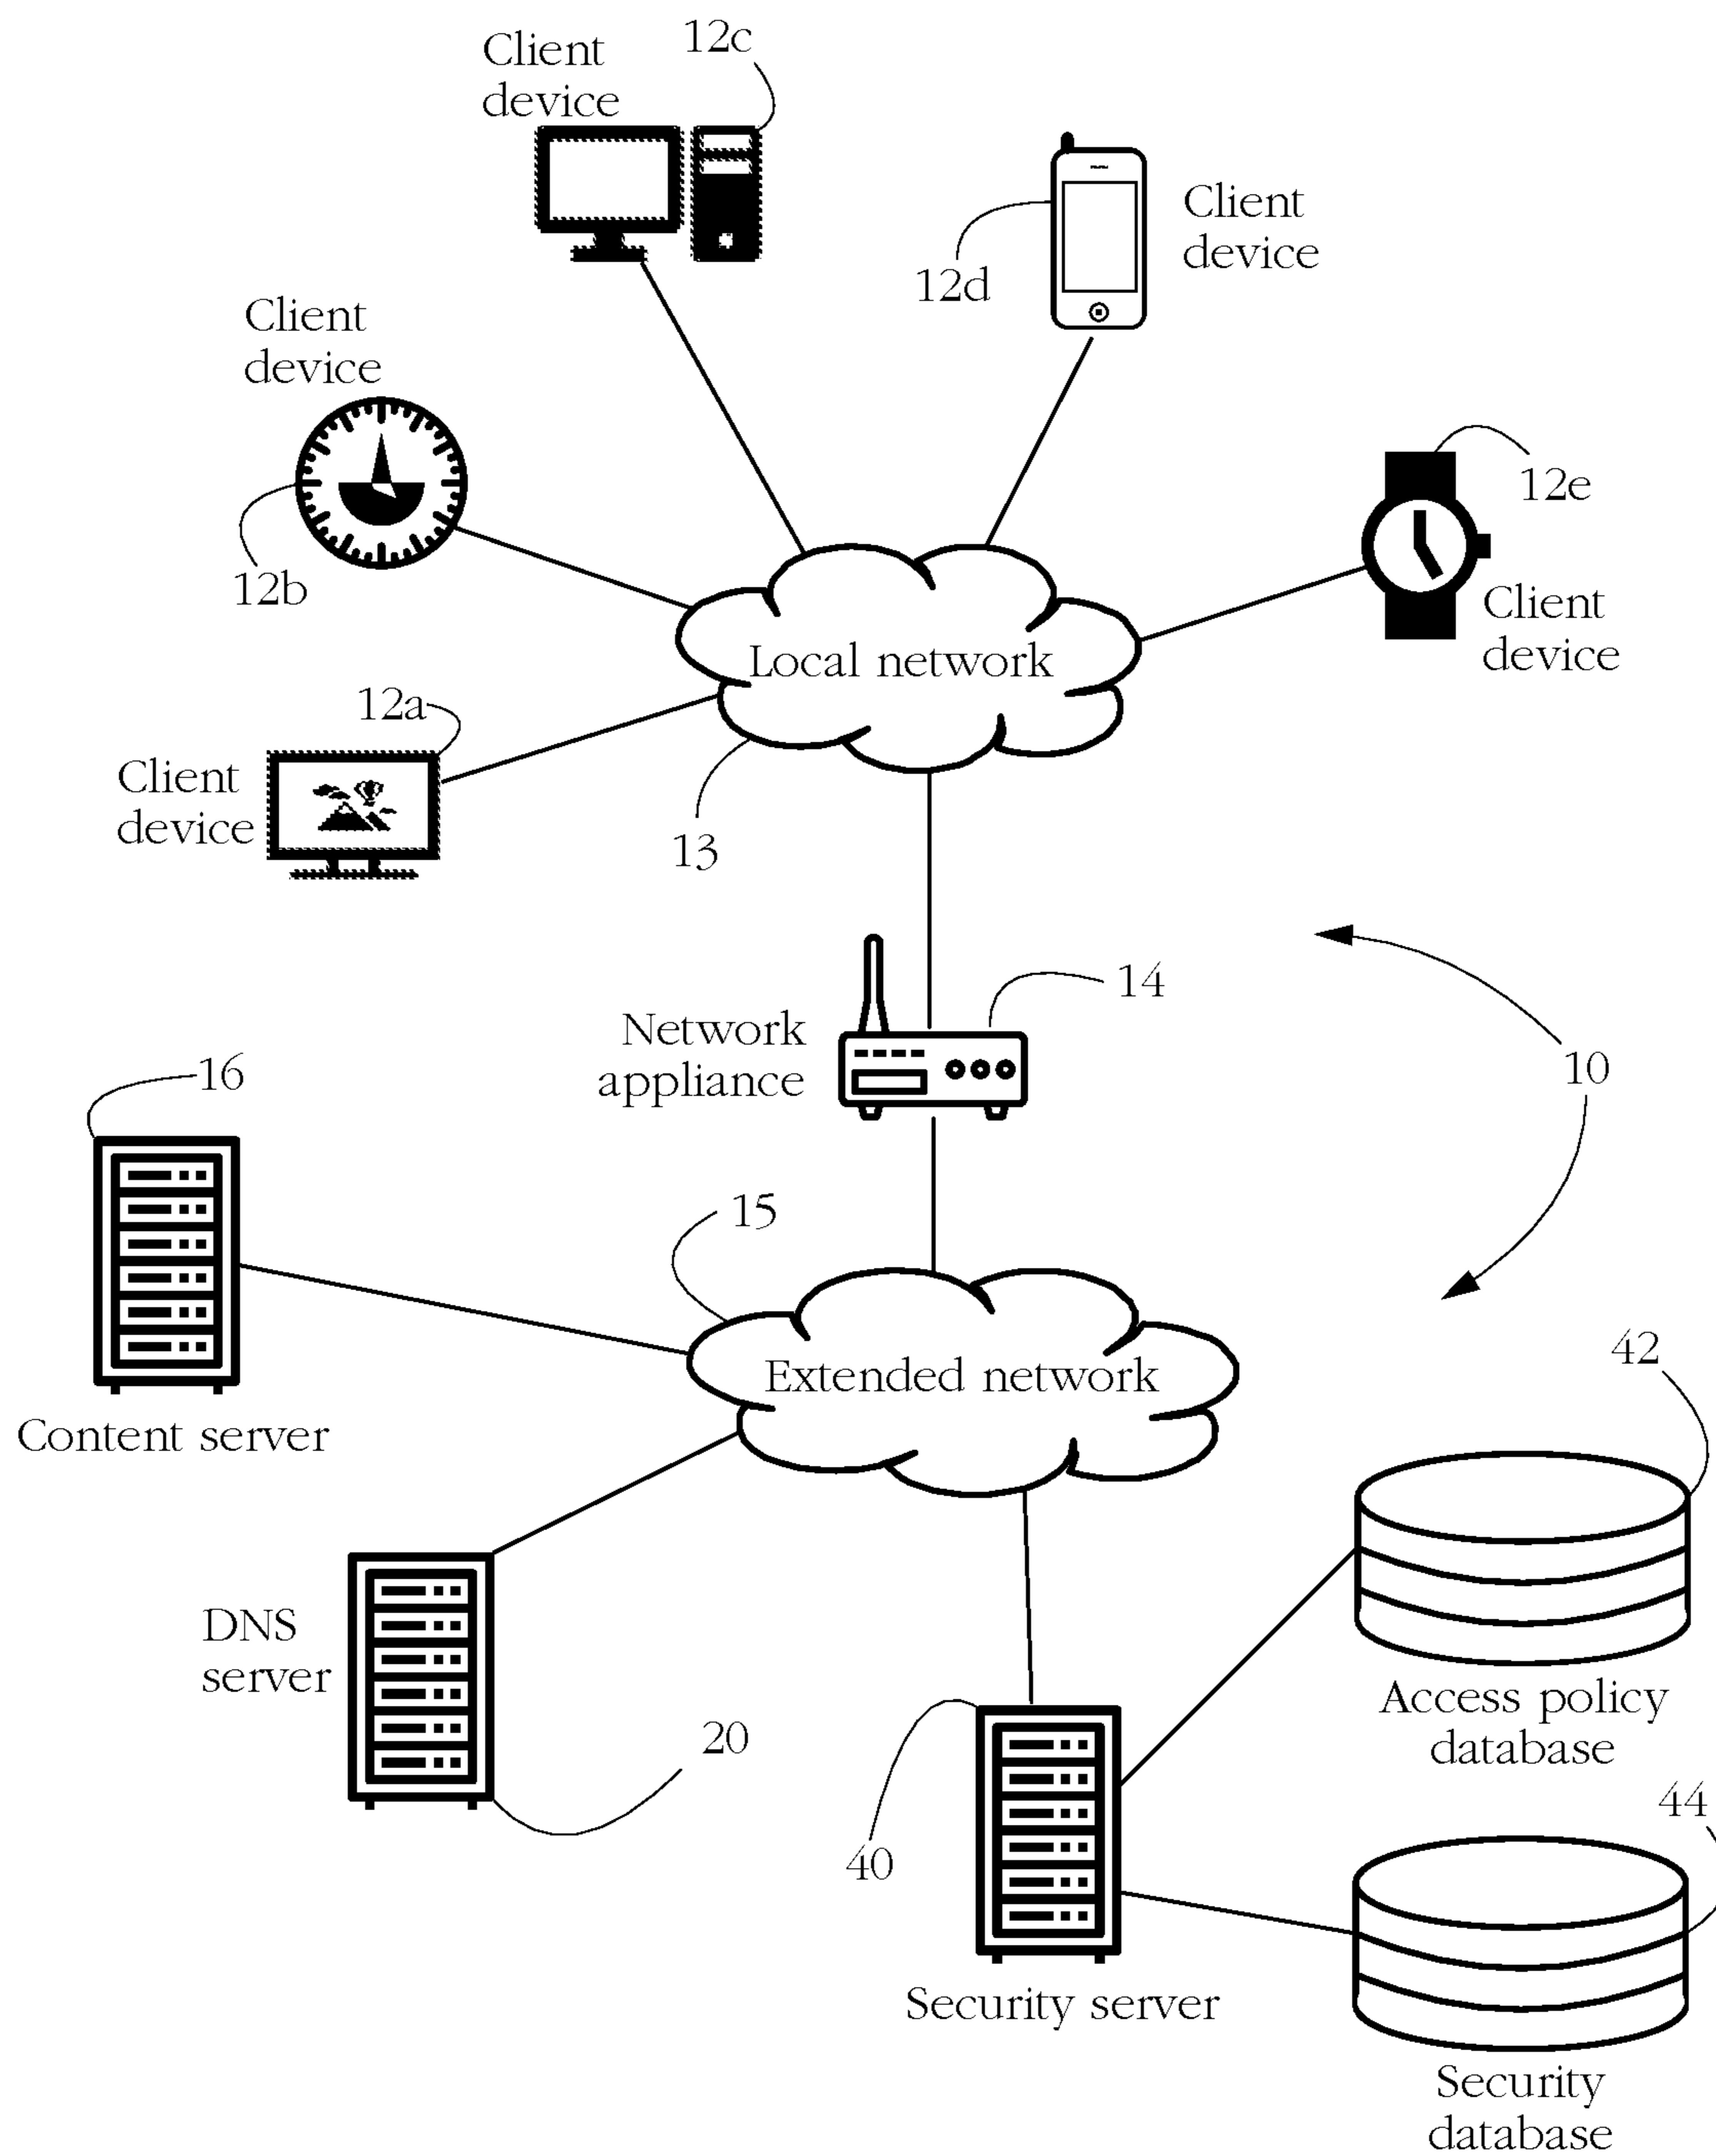 Client
device
12c
Client
device
12d
Client
device
12b
12e
Client
device
Local network
12a
Client
device
13
14
Network
appliance
10
16
15
Extended network
42
Content server
DNS
server
20
Access policy
database
40
44
Security server
Security
database